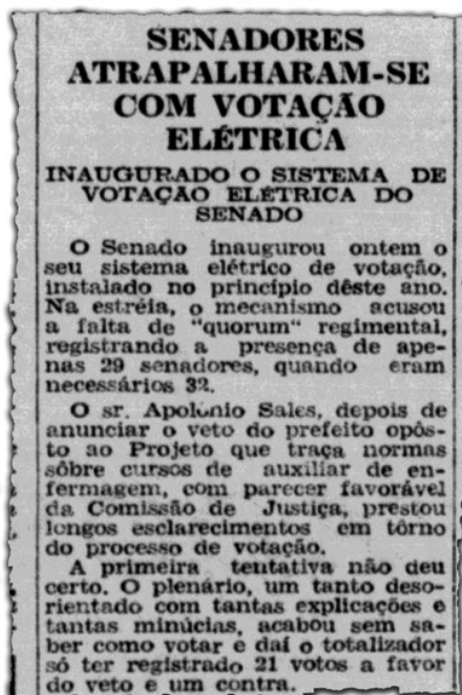 SENADORES
ATRAPALHARAM-SE
COM VOTAÇÃO
ELÉTRICA
INAUGURADO O SISTEMA DE
VOTAÇÃO ELÉTRICA DO
SENADO
O Senado inaugurou ontem o
seu sistema elétrico de votação,
instalado no princípio dêste ano.
Na estréia, o mecanismo acusou
a falta de "quorum" regimental,
registrando a presença de ape-
nas 29 senadores, quando eram
necessários 32.
O sr. Apolônio Sales, depois de
anunciar o veto do prefeito opôs-
to ao Projeto que traça normas
sôbre cursos de auxiliar de en-
fermagem, com parecer favorável
da Comissão de Justiça, prestou
longos esclarecimentos em tôrno
do processo de votação.
A primeira tentativa não deu
certo. O plenário, um tanto deso-
rientado com tantas explicações e
tantas minúcias, acabou sem sa-
ber como votar e daí o totalizador
só ter registrado 21 votos a favor
do veto e um contra.